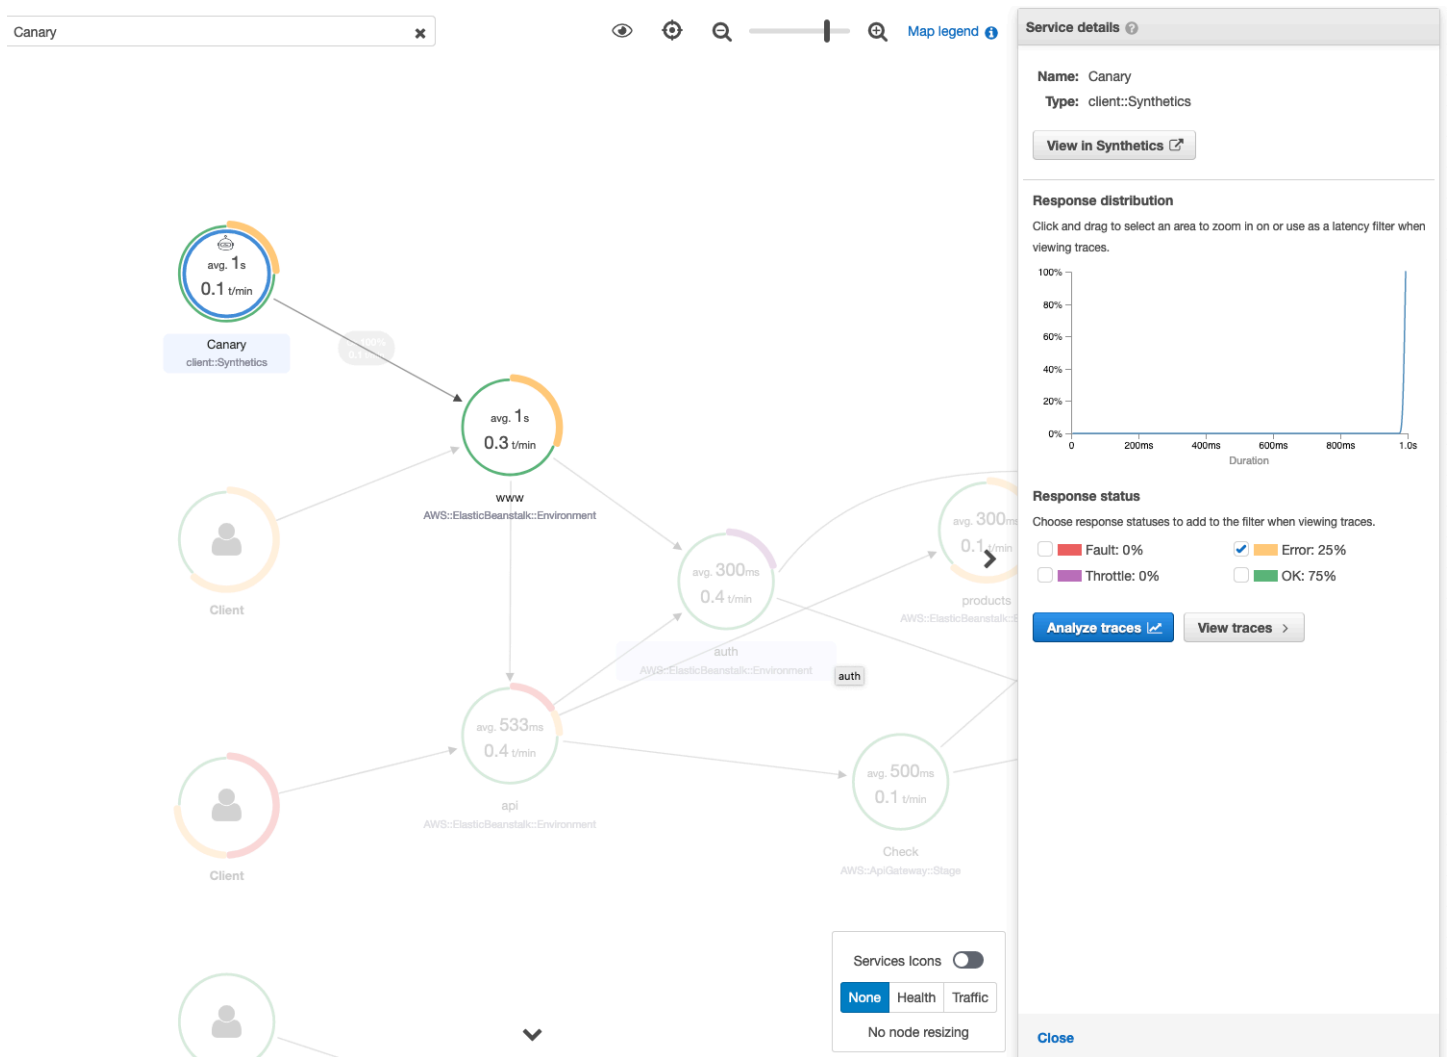 Canary
Map legend
avg. 1s
0.1 t/min
Canary
client::Synthetics
100%
avg. 1s
0.3 t/min
www
AWS::ElasticBeanstalk::Environment
Client
avg. 300ms
0.4 t/min
auth
AWS::ElasticBeanstalk::Environment
auth
avg. 300ms
0.1 t/min
products
AWS::ElasticBeanstalk::E
avg. 533ms
0.4 t/min
api
AWS::ElasticBeanstalk::Environment
avg. 500ms
0.1 t/min
Check
AWS::ApiGateway::Stage
Client
Services Icons
None Health Traffic
No node resizing
Service details ?
Name: Canary
Type: client::Synthetics
View in Synthetics
Response distribution
Click and drag to select an area to zoom in on or use as a latency filter when
viewing traces.
100%
80%
60%
40%
20%
0%
0 200ms 400ms 600ms 800ms 1.0s
Duration
Response status
Choose response statuses to add to the filter when viewing traces.
Fault: 0% Error: 25%
Throttle: 0% OK: 75%
Analyze traces View traces
Close